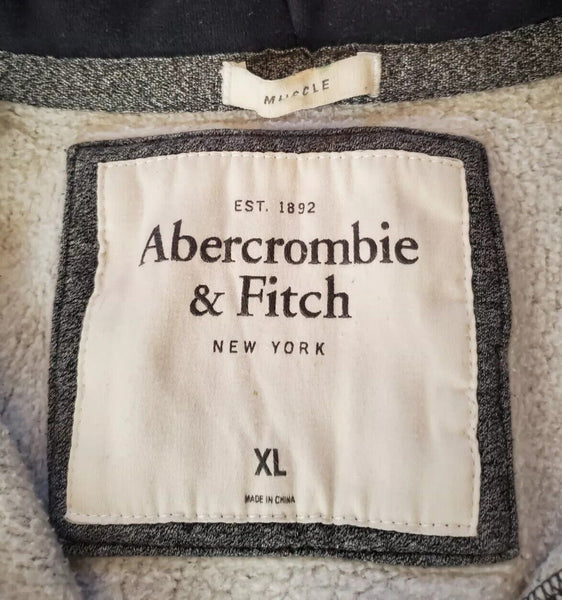 MUSCLE
EST. 1892
Abercrombie
& Fitch
NEW YORK
XL
MADE IN CHINA